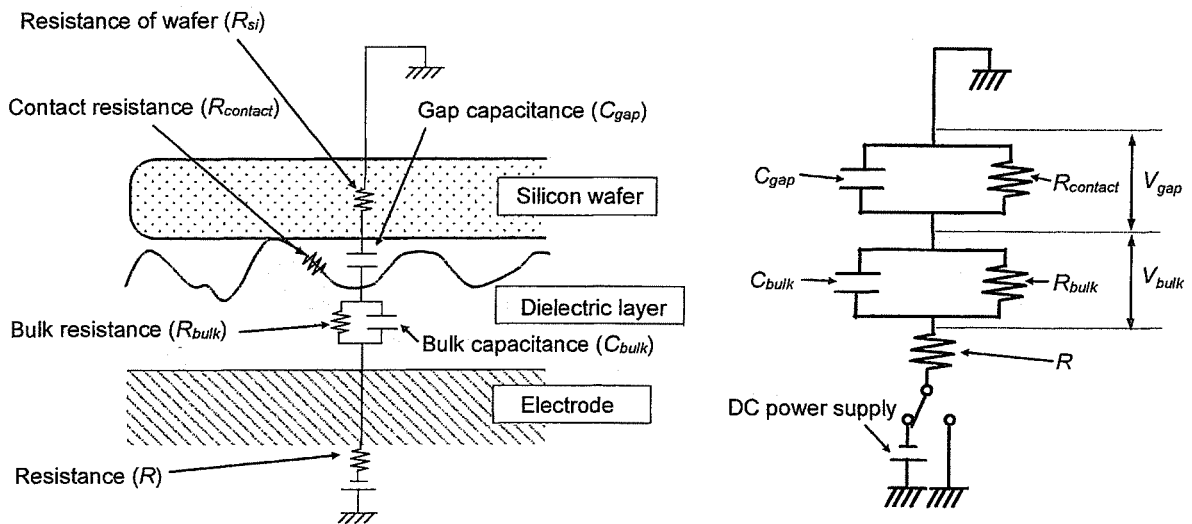 Resistance of wafer (Rsi)
Contact resistance (Rcontact)
Gap capacitance (Cgap)
Silicon wafer
Dielectric layer
Bulk resistance (Rbulk)
Bulk capacitance (Cbulk)
Electrode
Resistance (R)
Cgap
Rcontact
Vgap
Cbulk
Rbulk
Vbulk
R
DC power supply